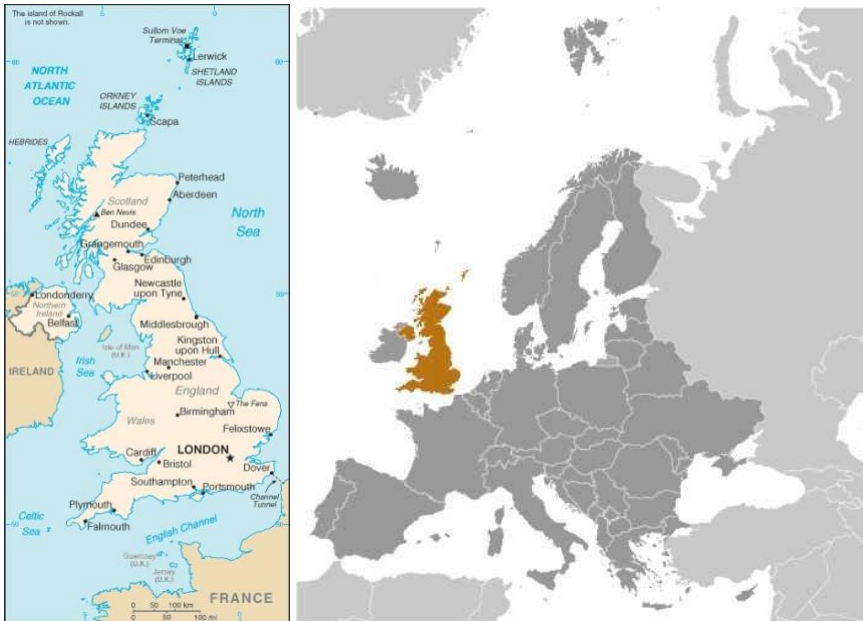 The island of Rockall
is not shown.
Sullom Voe
Terminal
60
60
Lerwick
NORTH
ATLANTIC
OCEAN
SHETLAND
ISLANDS
ORKNEY
ISLANDS
Scapa
HEBRIDES
Peterhead
Scotland
Aberdeen
Ben Nevis
North
Sea
Dundee
Grangemouth
Edinburgh
Glasgow
Newcastle
upon Tyne
Londonderry
Northern
Ireland
Belfast
Middlesbrough
Isle of Man
(U.K.)
Kingston
upon Hull
Irish
Sea
Manchester
IRELAND
Liverpool
England
The Fens
Birmingham
Wales
Felixstowe
LONDON
Cardiff
Bristol
Dover
Southampton
Portsmouth
Channel
Tunnel
Plymouth
Celtic
Sea
Falmouth
50
English Channel
Guernsey
(U.K.)
Jersey
(U.K.)
FRANCE
0 50 100 km
0 50 100 mi